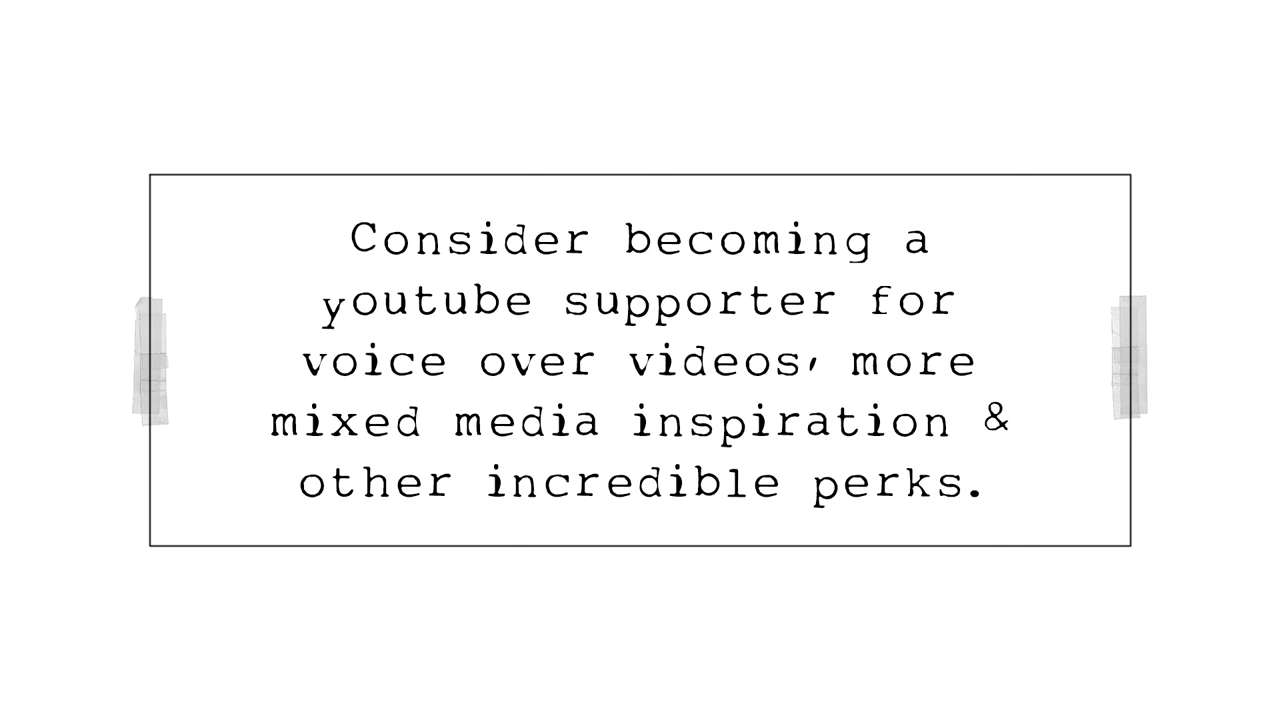 Consider becoming a
youtube supporter for
voice over videos, more
mixed media inspiration &
other incredible perks.